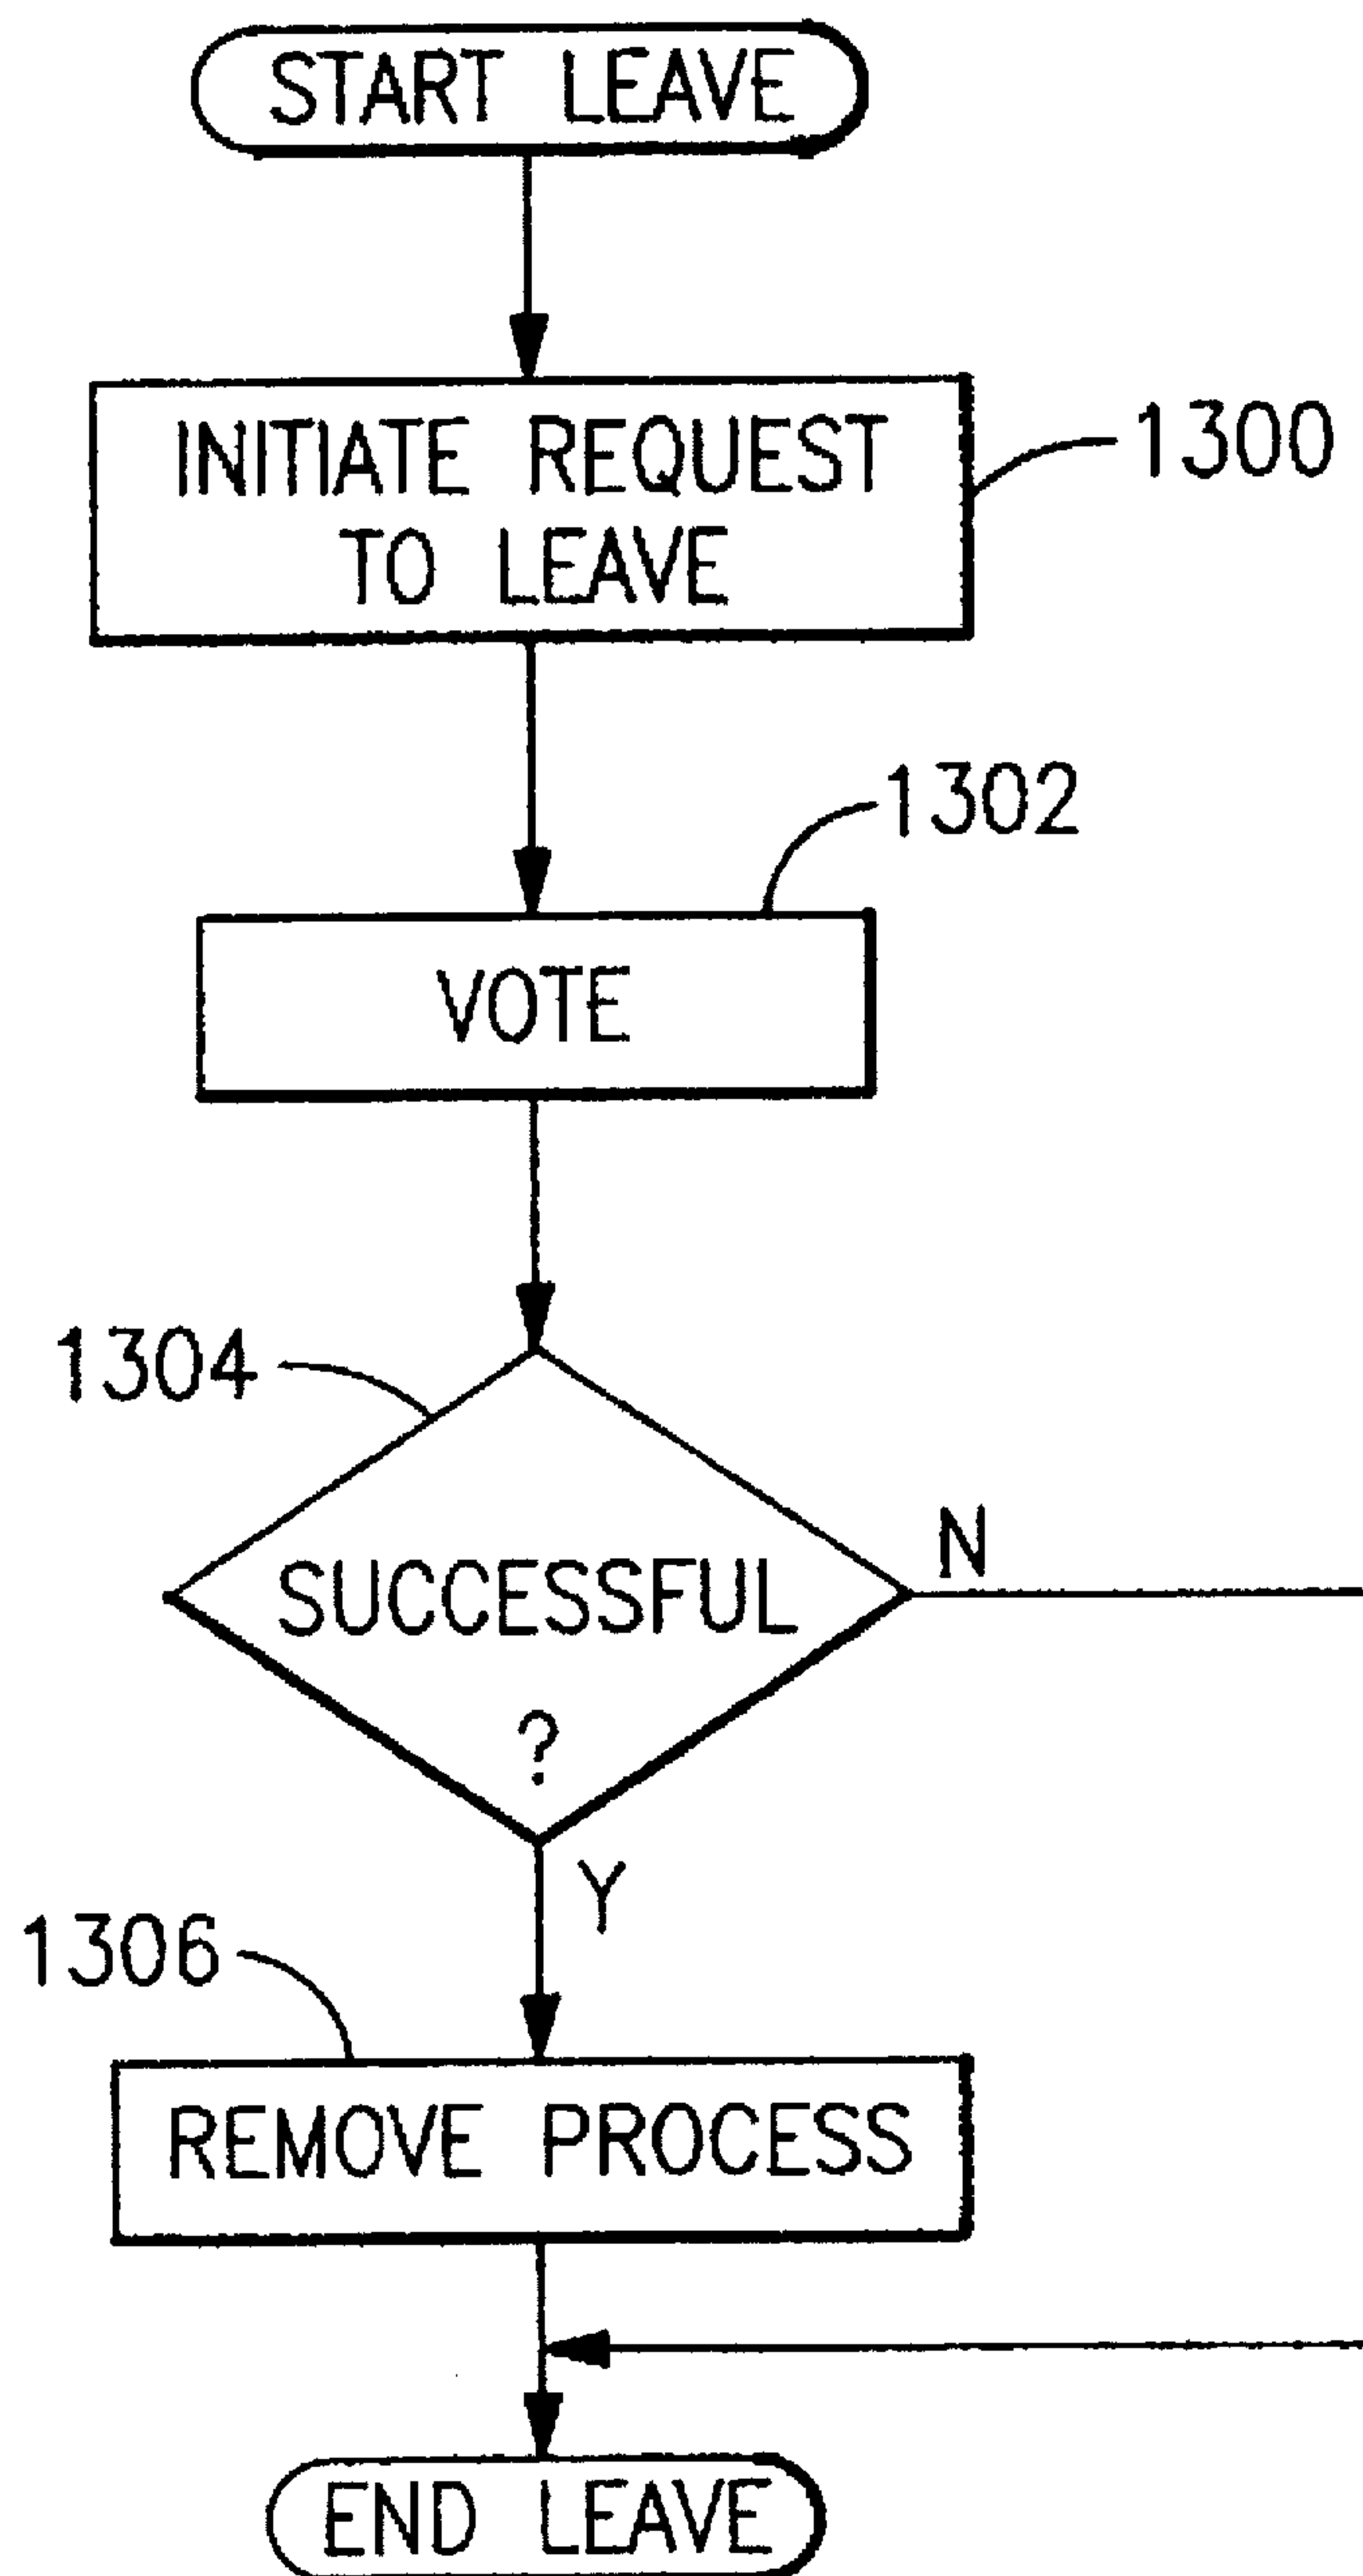 START LEAVE
INITIATE REQUEST
TO LEAVE
1300
1302
VOTE
1304
SUCCESSFUL
?
N
Y
1306
REMOVE PROCESS
END LEAVE